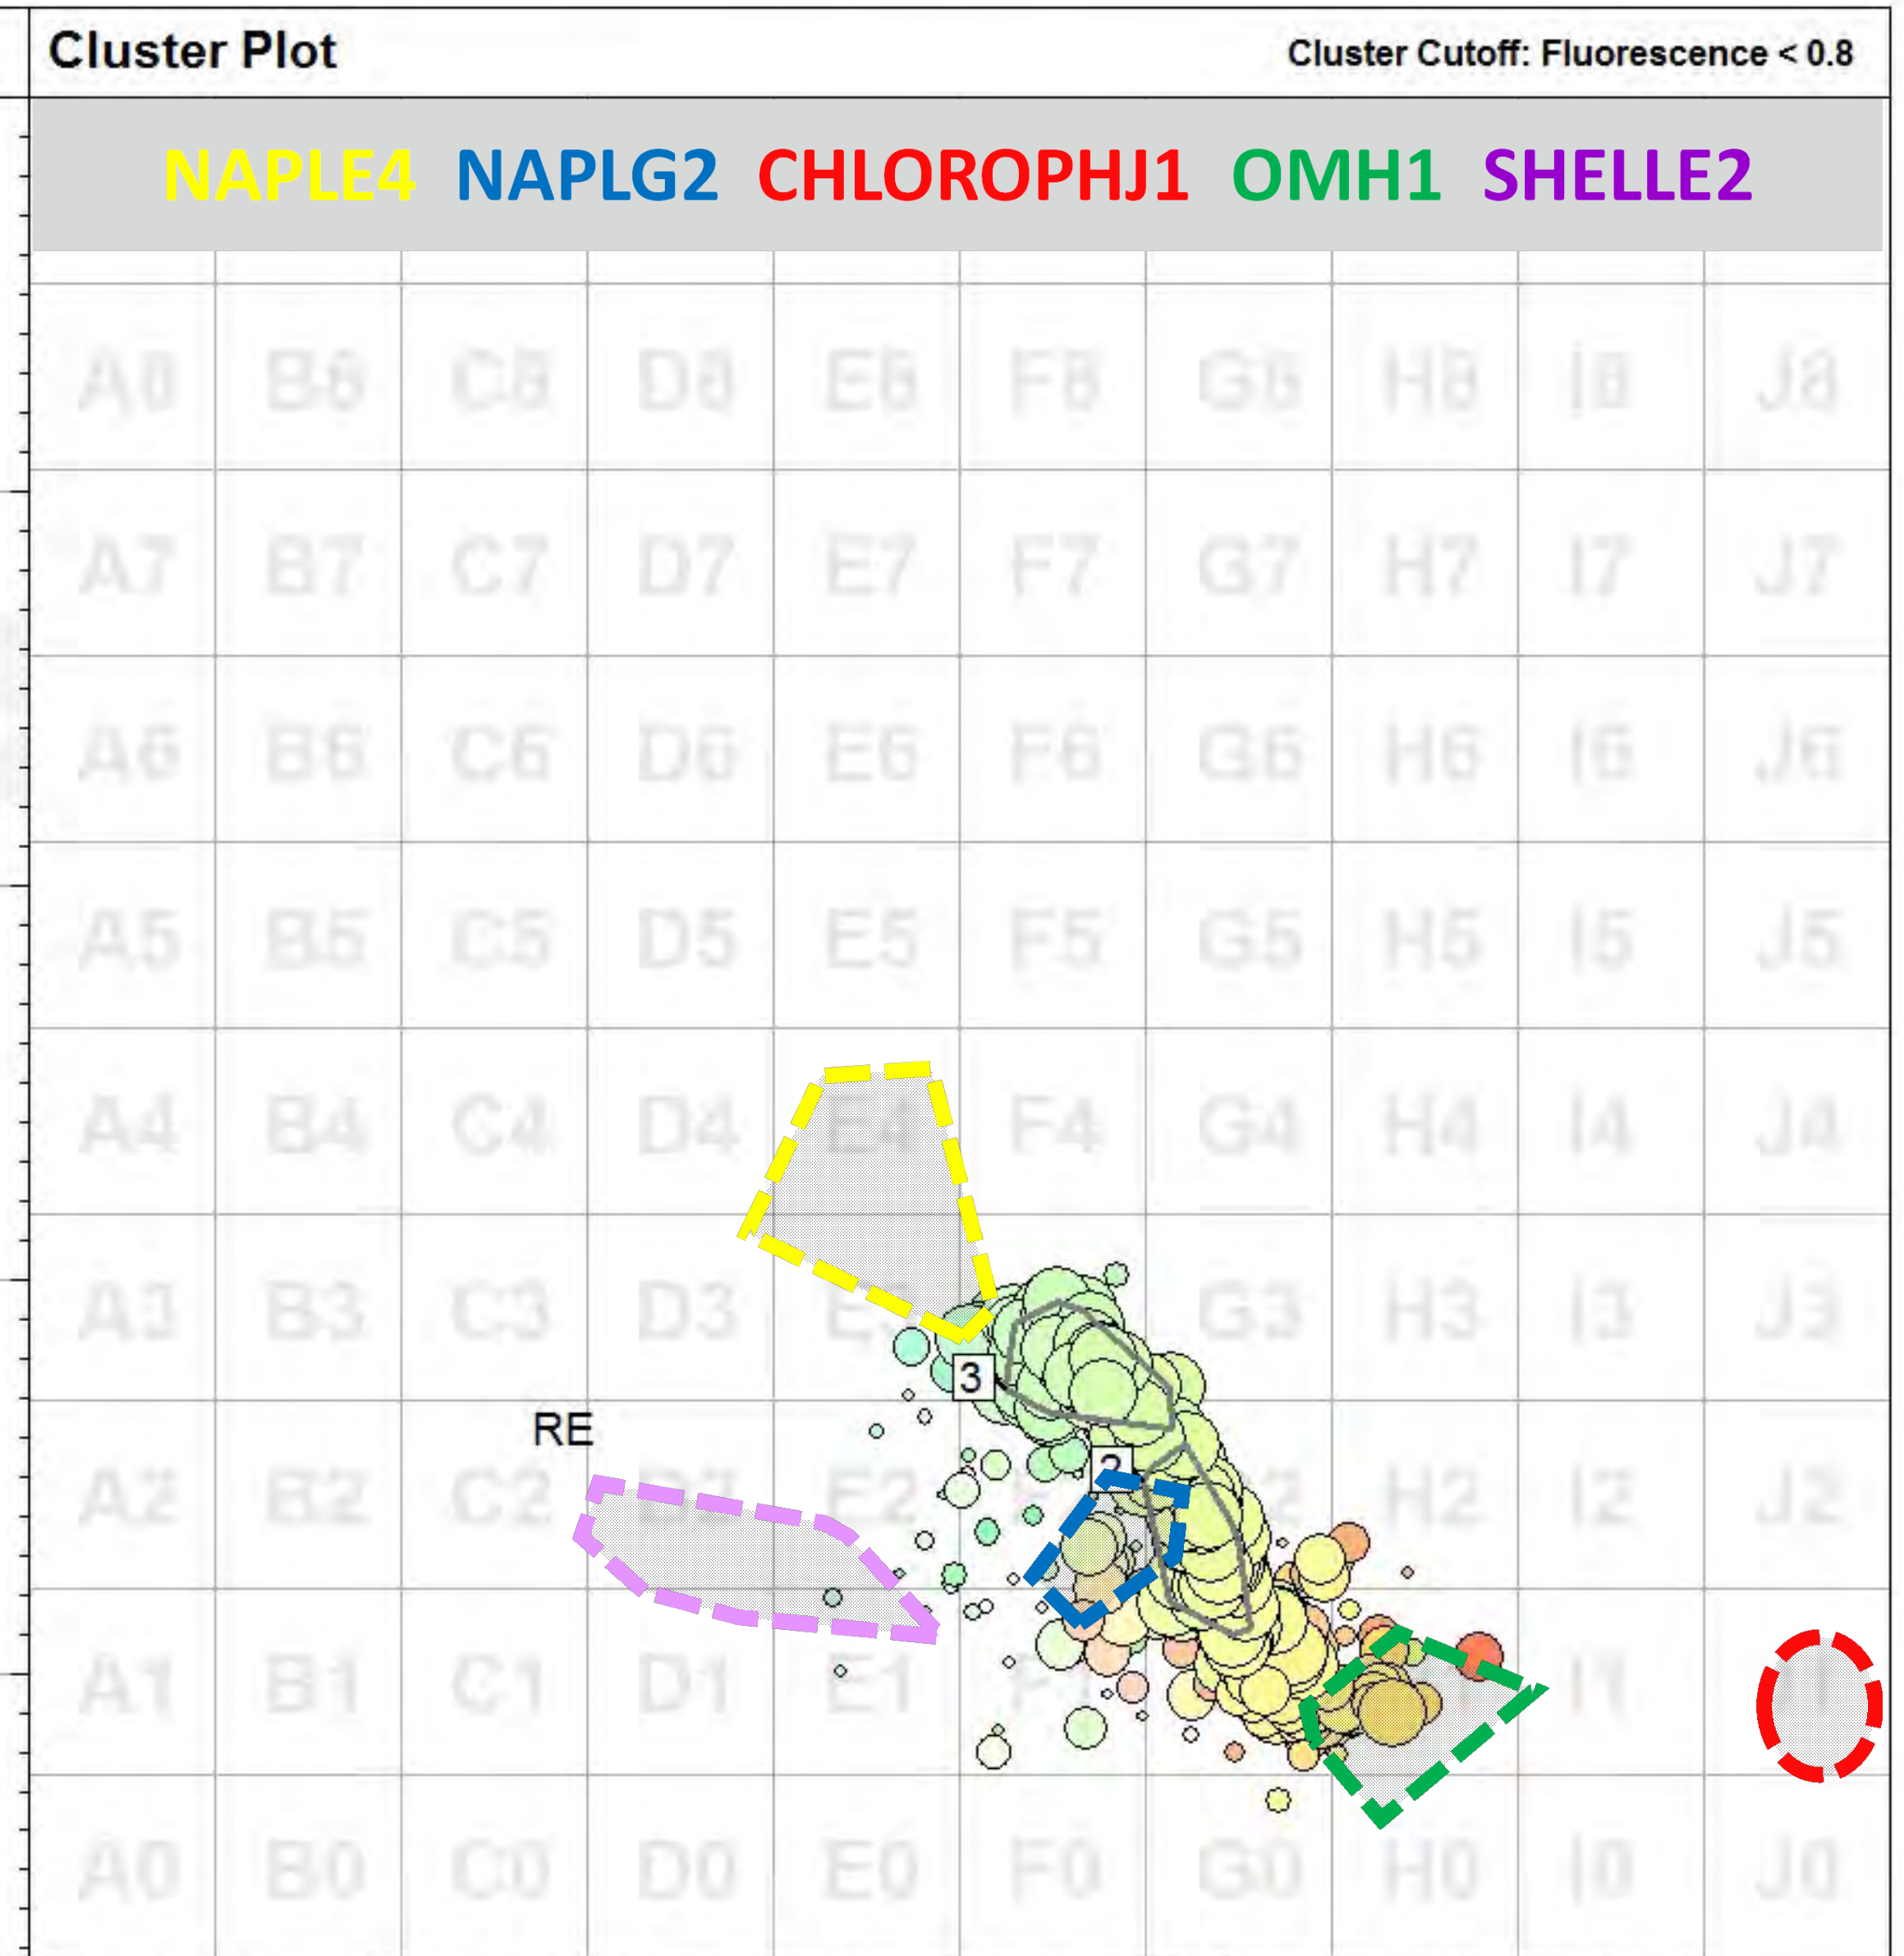 Cluster Plot Cluster Cutoff: Fluorescence < 0.8
NAPLE4 NAPLG2 CHLOROPHJ1 OMH1 SHELLE2
A8 B8 C8 D8 E8 F8 G8 H8 I8 J8
A7 B7 C7 D7 E7 F7 G7 H7 I7 J7
A6 B6 C6 D6 E6 F6 G6 H6 I6 J6
A5 B5 C5 D5 E5 F5 G5 H5 I5 J5
A4 B4 C4 D4 E4 F4 G4 H4 I4 J4
A3 B3 C3 D3 G3 H3 I3 J3
3
RE
2
A2 B2 C2 D2 E2 H2 I2 J2
A1 B1 C1 D1 E1 I1
A0 B0 C0 D0 E0 F0 G0 H0 I0 J0